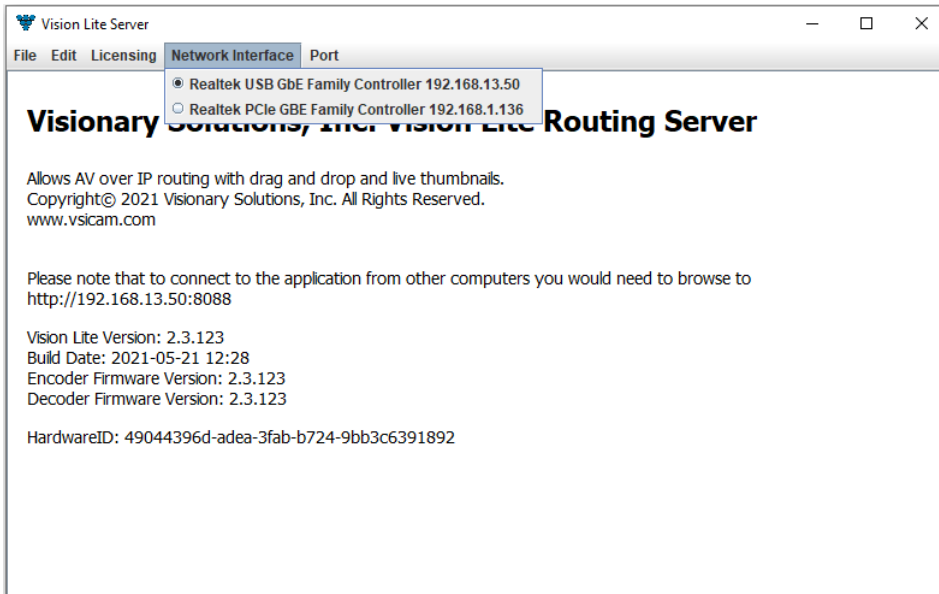 Vision Lite Server
File Edit Licensing Network Interface Port
Realtek USB GbE Family Controller 192.168.13.50
Realtek PCIe GBE Family Controller 192.168.1.136
Visionary Solutions, Inc. Vision Lite Routing Server
Allows AV over IP routing with drag and drop and live thumbnails.
Copyright© 2021 Visionary Solutions, Inc. All Rights Reserved.
www.vsicam.com
Please note that to connect to the application from other computers you would need to browse to
http://192.168.13.50:8088
Vision Lite Version: 2.3.123
Build Date: 2021-05-21 12:28
Encoder Firmware Version: 2.3.123
Decoder Firmware Version: 2.3.123
HardwareID: 49044396d-adea-3fab-b724-9bb3c6391892